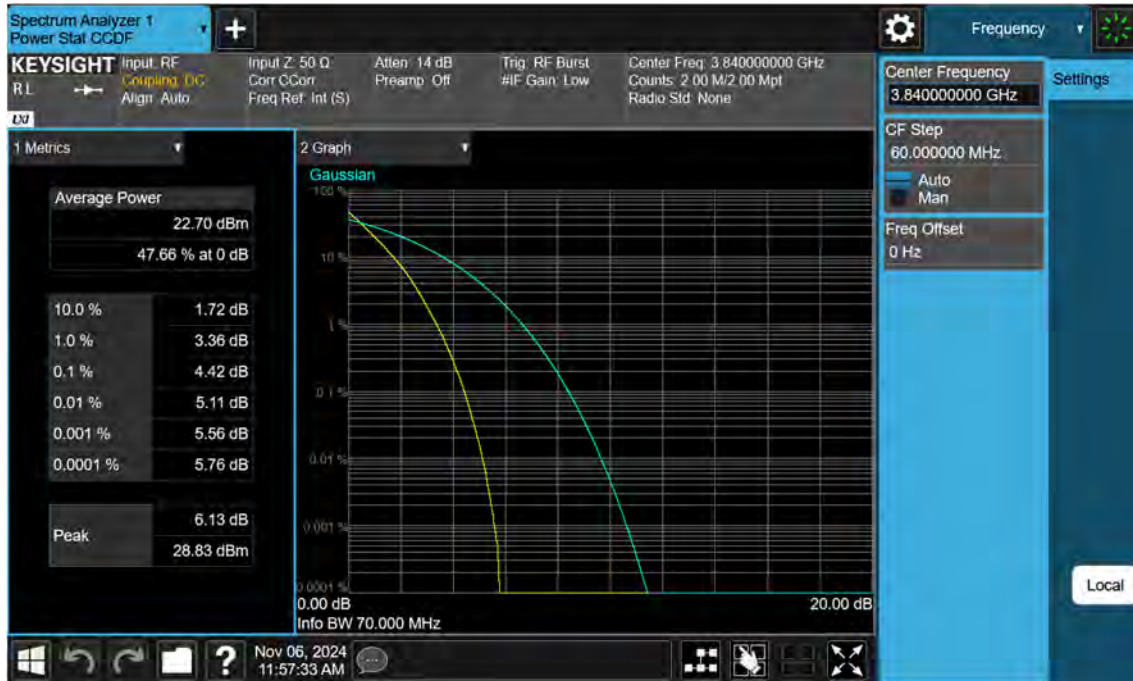 Spectrum Analyzer 1
Power Stat CCDF
Frequency
KEYSIGHT
RL
LXI
Input: RF
Coupling: DC
Align: Auto
Input Z: 50 Ω
Corr CCorr
Freq Ref: Int (S)
Atten: 14 dB
Preamp: Off
Trig: RF Burst
#IF Gain: Low
Center Freq: 3.840000000 GHz
Counts: 2.00 M/2.00 Mpt
Radio Std: None
Center Frequency
3.840000000 GHz
Settings
CF Step
60.000000 MHz
Auto
Man
Freq Offset
0 Hz
Local
1 Metrics
Average Power
22.70 dBm
47.66 % at 0 dB
10.0 % 1.72 dB
1.0 % 3.36 dB
0.1 % 4.42 dB
0.01 % 5.11 dB
0.001 % 5.56 dB
0.0001 % 5.76 dB
Peak
6.13 dB
28.83 dBm
2 Graph
Gaussian
100 %
10 %
1 %
0.1 %
0.01 %
0.001 %
0.0001 %
0.00 dB 20.00 dB
Info BW 70.000 MHz
?
Nov 06, 2024
11:57:33 AM